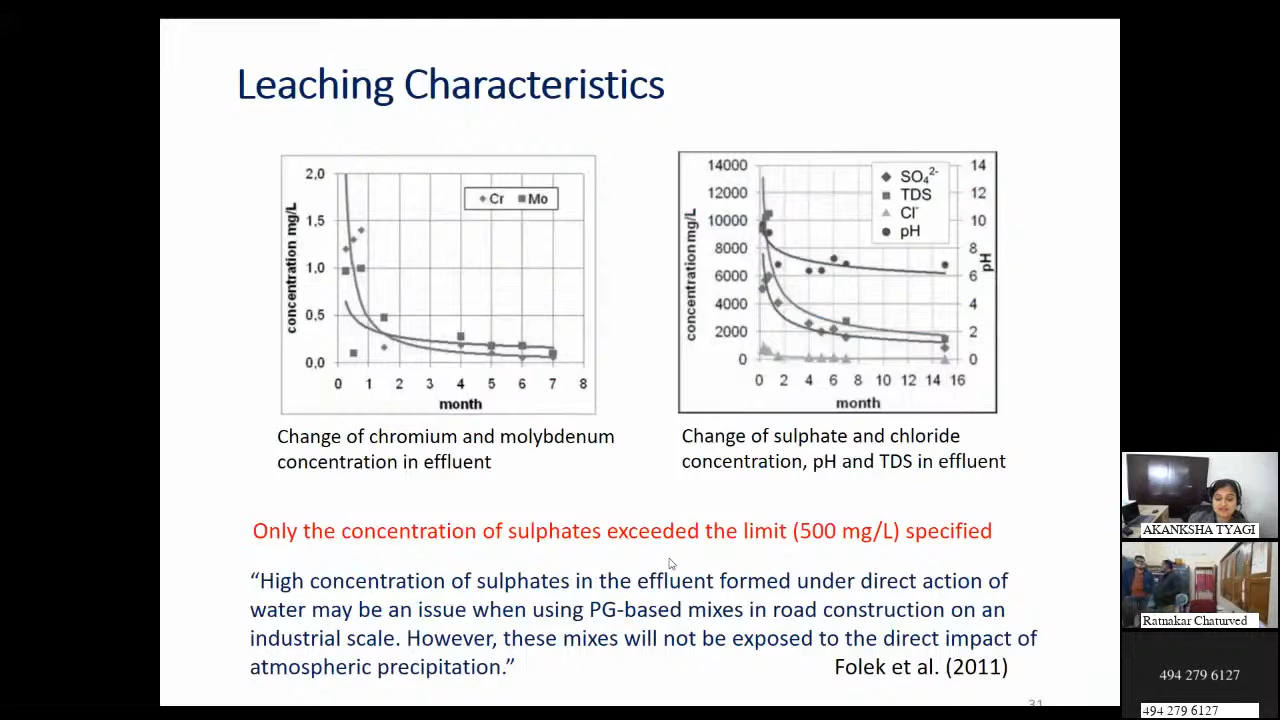 Leaching Characteristics
2,0
1,5
1,0
0,5
0,0
concentration mg/L
Cr Mo
0 1 2 3 4 5 6 7 8
month
14000
12000
10000
8000
6000
4000
2000
0
concentration mg/L
SO₄²⁻
TDS
Cl⁻
pH
14
12
10
8
6
4
2
0
pH
0 2 4 6 8 10 12 14 16
month
Change of chromium and molybdenum
concentration in effluent
Change of sulphate and chloride
concentration, pH and TDS in effluent
Only the concentration of sulphates exceeded the limit (500 mg/L) specified
“High concentration of sulphates in the effluent formed under direct action of
water may be an issue when using PG-based mixes in road construction on an
industrial scale. However, these mixes will not be exposed to the direct impact of
atmospheric precipitation.”
Folek et al. (2011)
31
AKANKSHA TYAGI
Ratnakar Chaturved
494 279 6127
494 279 6127